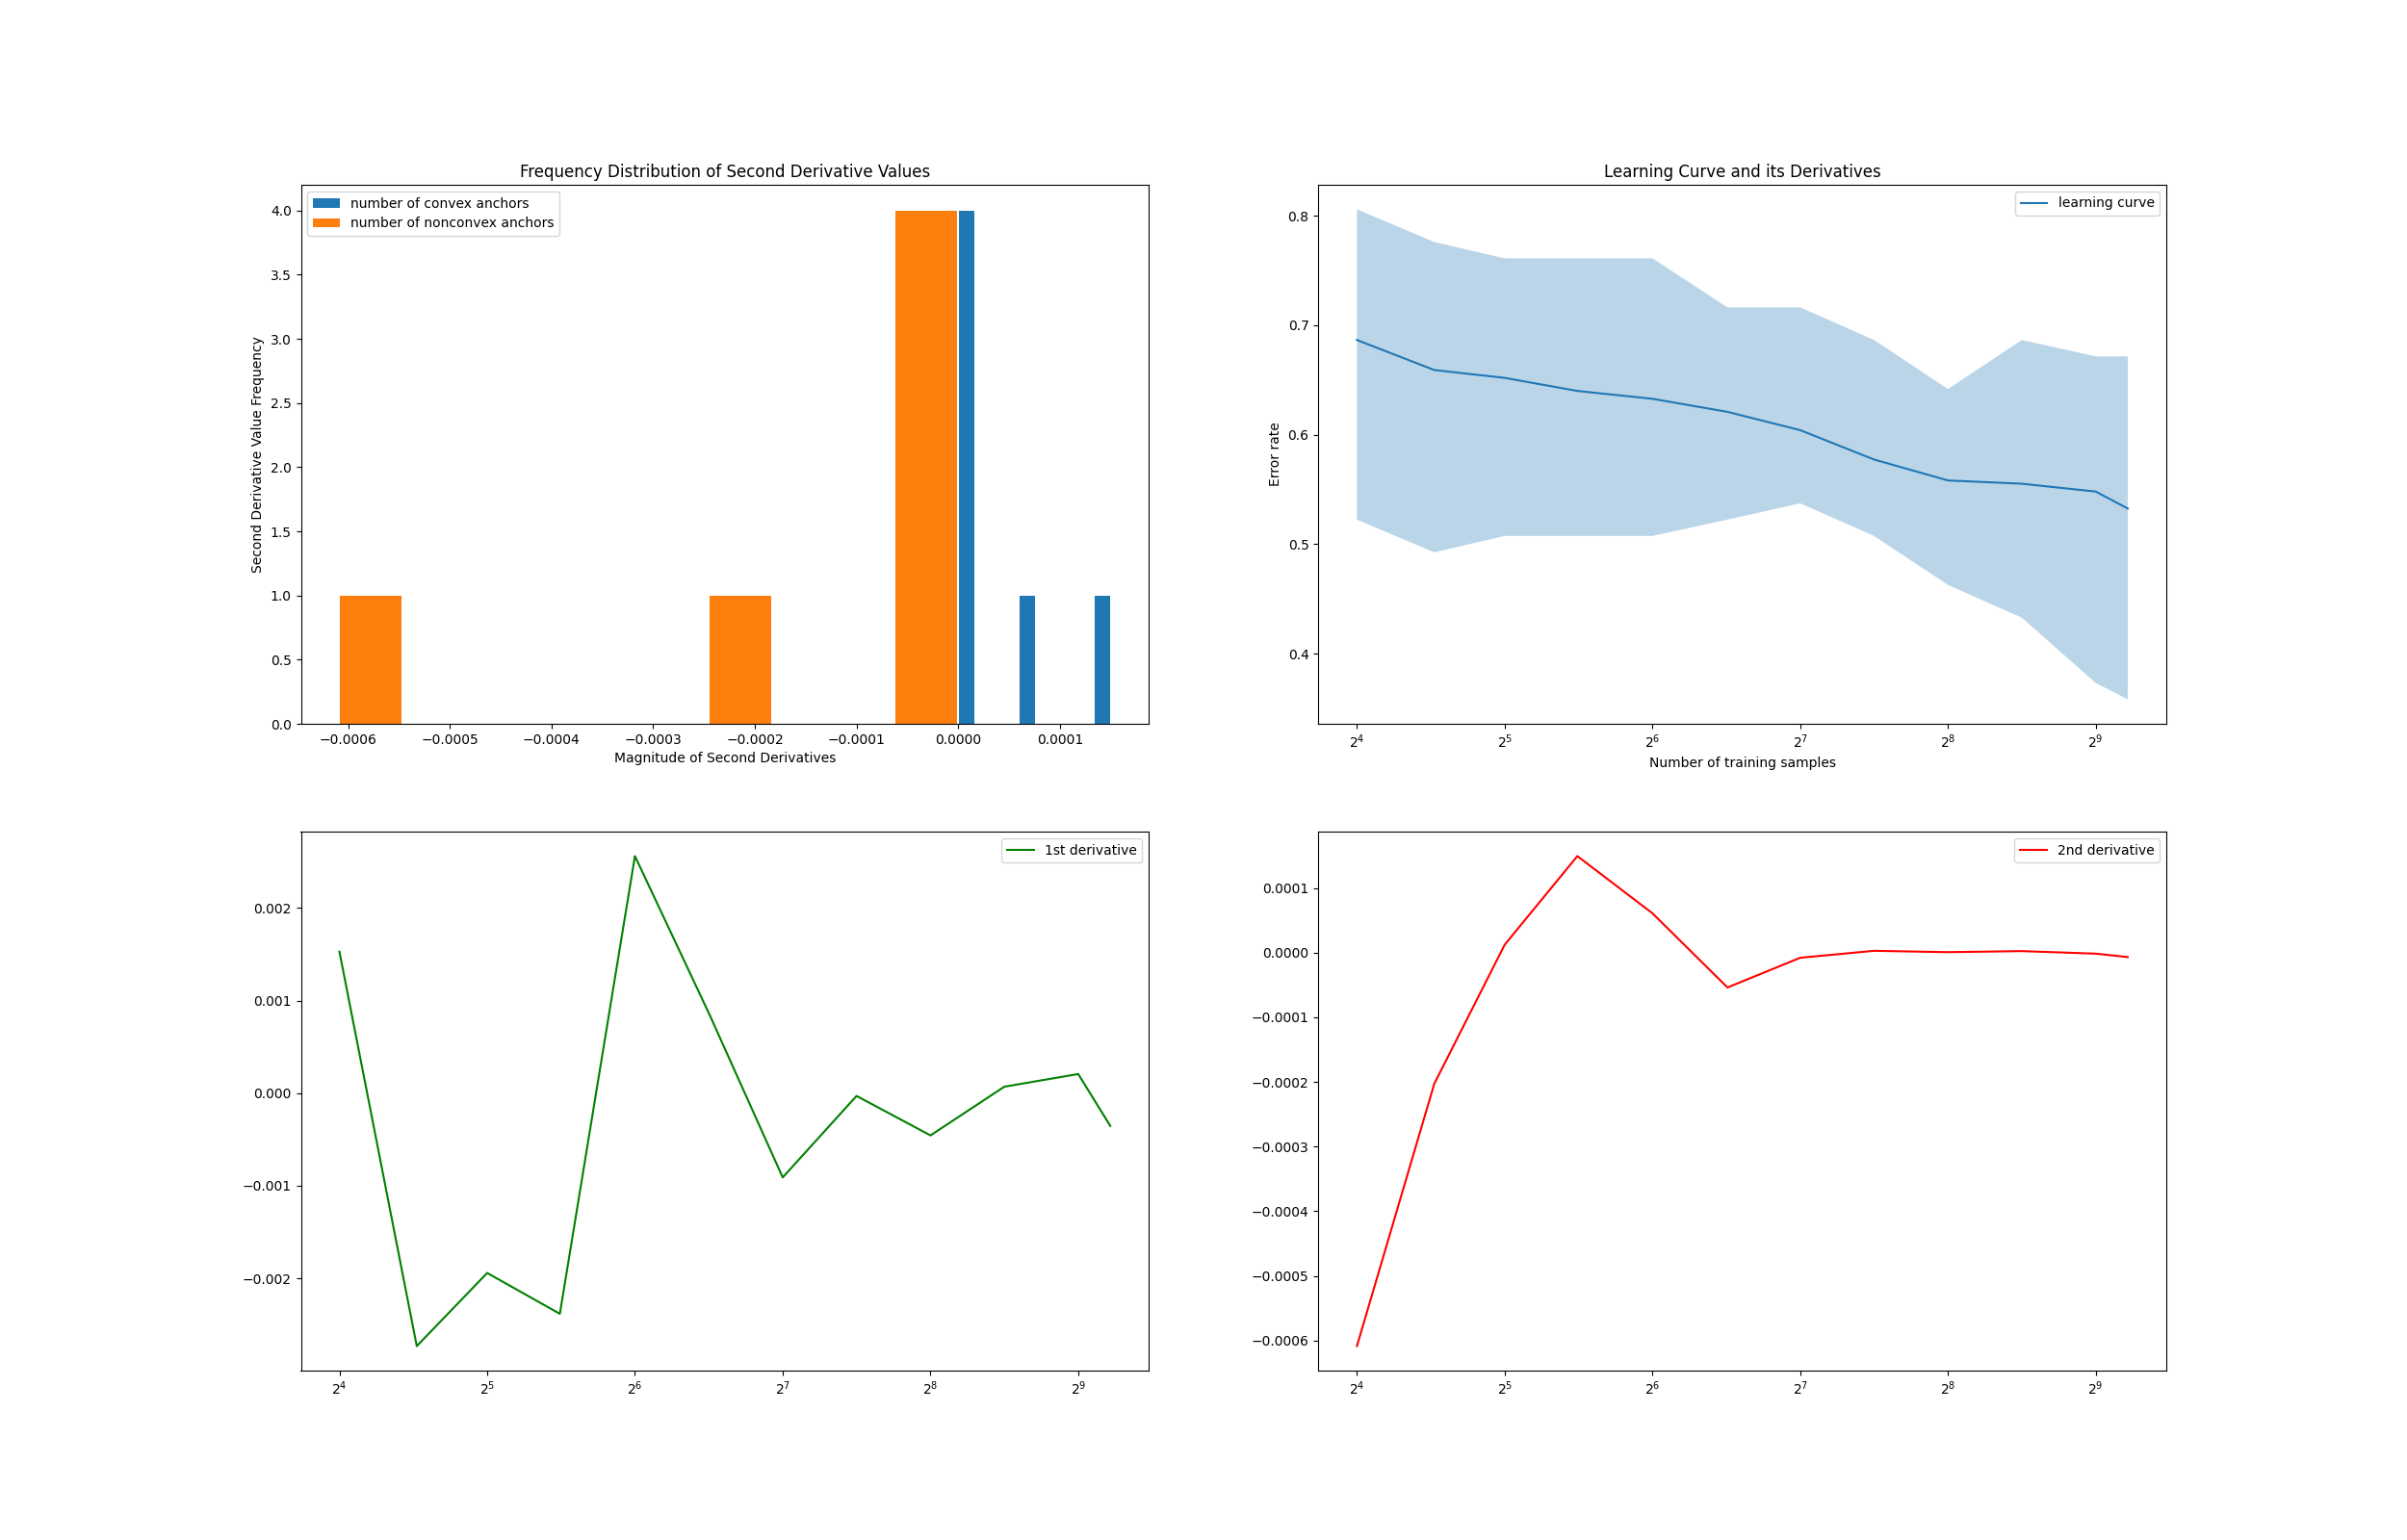 Frequency Distribution of Second Derivative Values
number of convex anchors
number of nonconvex anchors
4.0
3.5
3.0
2.5
2.0
1.5
1.0
0.5
0.0
Second Derivative Value Frequency
−0.0006 −0.0005 −0.0004 −0.0003 −0.0002 −0.0001 0.0000 0.0001
Magnitude of Second Derivatives
Learning Curve and its Derivatives
learning curve
0.8
0.7
0.6
0.5
0.4
Error rate
2⁴ 2⁵ 2⁶ 2⁷ 2⁸ 2⁹
Number of training samples
1st derivative
0.002
0.001
0.000
−0.001
−0.002
2⁴ 2⁵ 2⁶ 2⁷ 2⁸ 2⁹
2nd derivative
0.0001
0.0000
−0.0001
−0.0002
−0.0003
−0.0004
−0.0005
−0.0006
2⁴ 2⁵ 2⁶ 2⁷ 2⁸ 2⁹